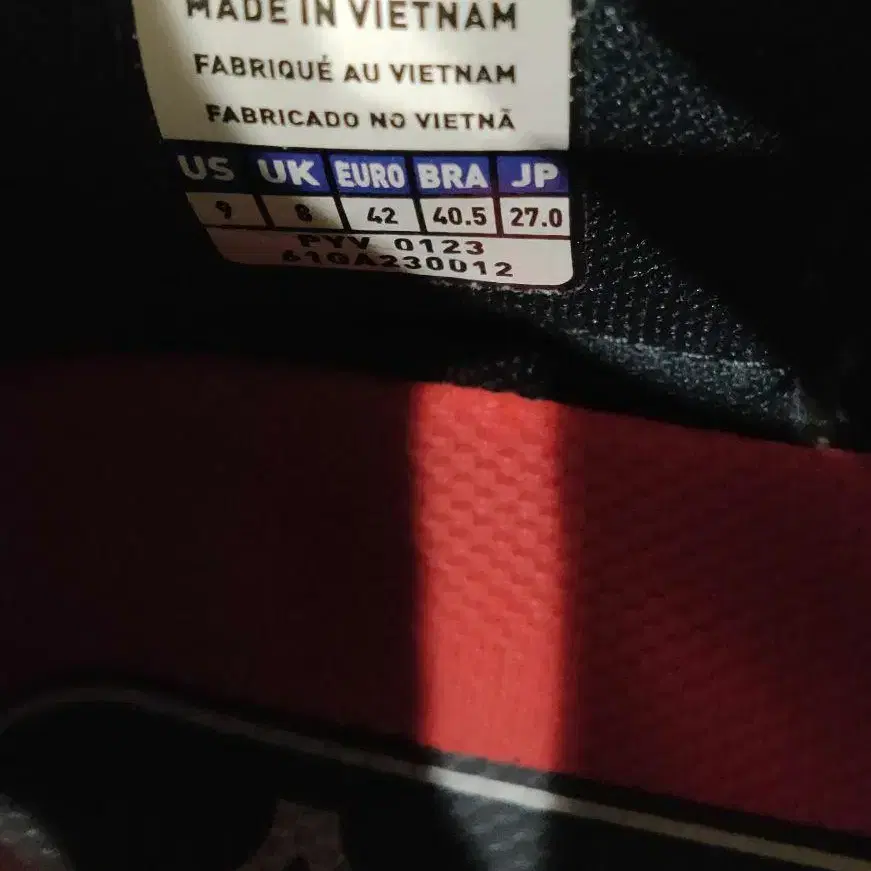 MADE IN VIETNAM
FABRIQUÉ AU VIETNAM
FABRICADO NO VIETNÃ
US UK EURO BRA JP
9 8 42 40.5 27.0
PYV 0123
61GA230012